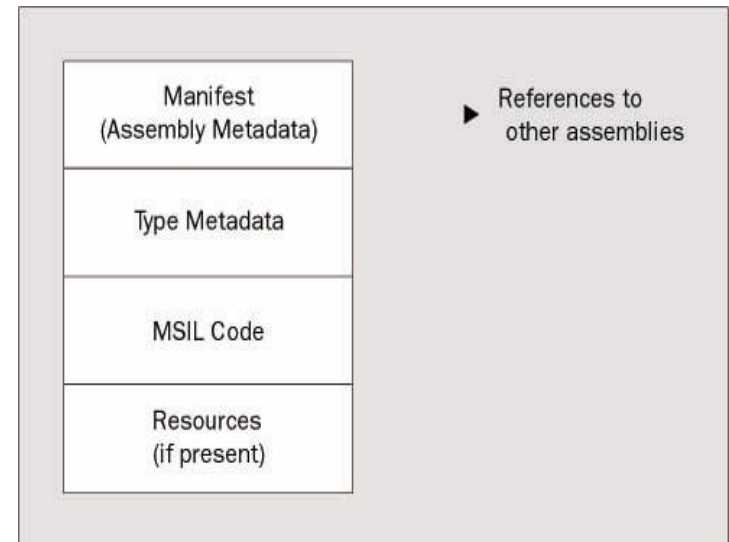 Manifest
(Assembly Metadata)
References to
other assemblies
Type Metadata
MSIL Code
Resources
(if present)